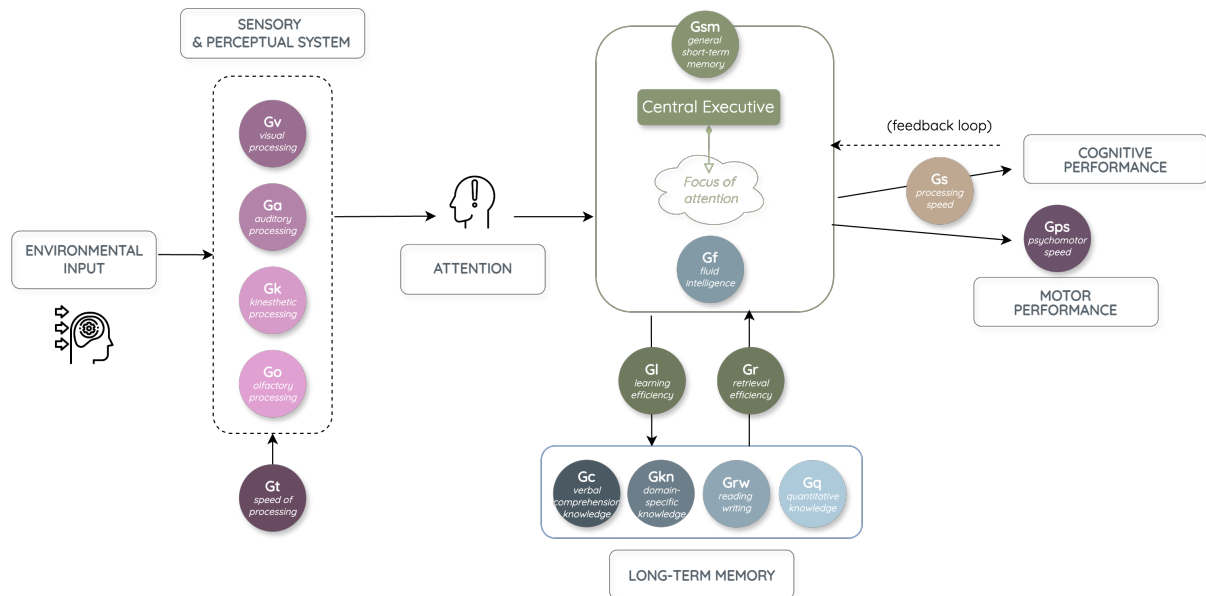 SENSORY
& PERCEPTUAL SYSTEM
Gv
visual
processing
Ga
auditory
processing
Gk
kinesthetic
processing
Go
olfactory
processing
Gt
speed of
processing
ENVIRONMENTAL
INPUT
ATTENTION
Gsm
general
short-term
memory
Central Executive
Focus of
attention
Gf
fluid
intelligence
(feedback loop)
Gs
processing
speed
COGNITIVE
PERFORMANCE
Gps
psychomotor
speed
MOTOR
PERFORMANCE
Gl
learning
efficiency
Gr
retrieval
efficiency
Gc
verbal
comprehension
knowledge
Gkn
domain-
specific
knowledge
Grw
reading
writing
Gq
quantitative
knowledge
LONG-TERM MEMORY